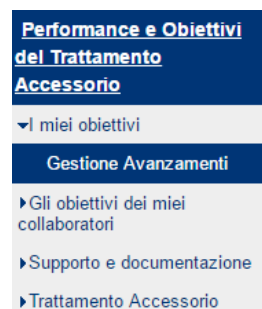 Performance e Obiettivi
del Trattamento
Accessorio
I miei obiettivi
Gestione Avanzamenti
Gli obiettivi dei miei
collaboratori
Supporto e documentazione
Trattamento Accessorio